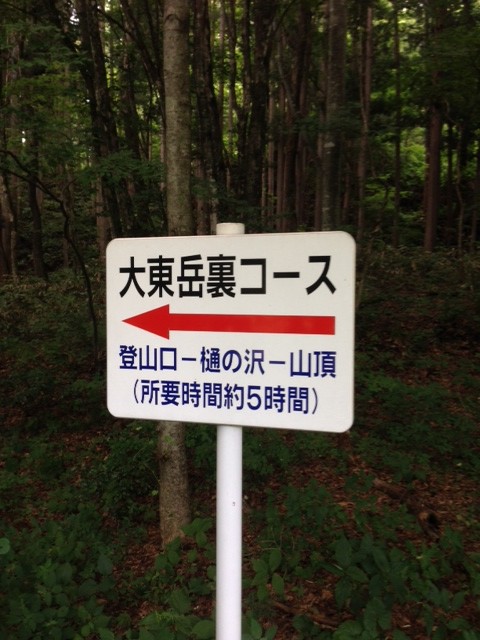 大東岳裏コース
登山口－樋の沢－山頂
（所要時間約5時間）